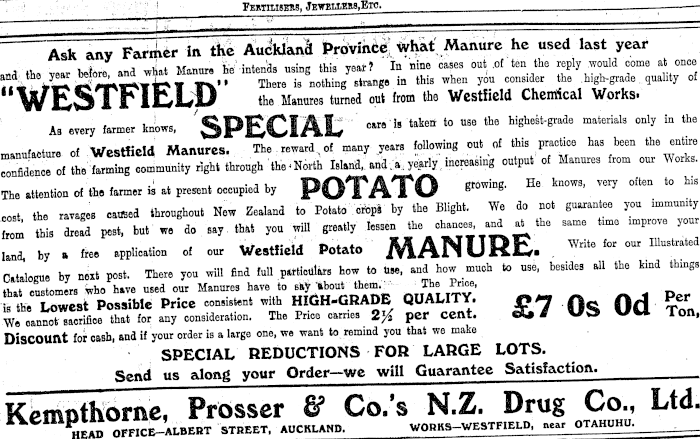 FERTILISERS, JEWELLERS, ETC.
Ask any Farmer in the Auckland Province what Manure he used last year
and the year before, and what Manure he intends using this year? In nine cases out of ten the reply would come at once
"WESTFIELD" There is nothing strange in this when you consider the high-grade quality of
the Manures turned out from the Westfield Chemical Works.
As every farmer knows, SPECIAL care is taken to use the highest-grade materials only in the
manufacture of Westfield Manures. The reward of many years following out of this practice has been the entire
confidence of the farming community right through the North Island, and a yearly increasing output of Manures from our Works.
The attention of the farmer is at present occupied by POTATO growing. He knows, very often to his
cost, the ravages caused throughout New Zealand to Potato crops by the Blight. We do not guarantee you immunity
from this dread pest, but we do say that you will greatly lessen the chances, and at the same time improve your
land, by a free application of our Westfield Potato MANURE. Write for our Illustrated
Catalogue by next post. There you will find full particulars how to use, and how much to use, besides all the kind things
that customers who have used our Manures have to say about them. The Price,
is the Lowest Possible Price consistent with HIGH-GRADE QUALITY.
We cannot sacrifice that for any consideration. The Price carries 2½ per cent.
Discount for cash, and if your order is a large one, we want to remind you that we make
£7 0s 0d Per Ton,
SPECIAL REDUCTIONS FOR LARGE LOTS.
Send us along your Order—we will Guarantee Satisfaction.
Kempthorne, Prosser & Co.'s N.Z. Drug Co., Ltd.
HEAD OFFICE—ALBERT STREET, AUCKLAND. WORKS—WESTFIELD, near OTAHUHU.